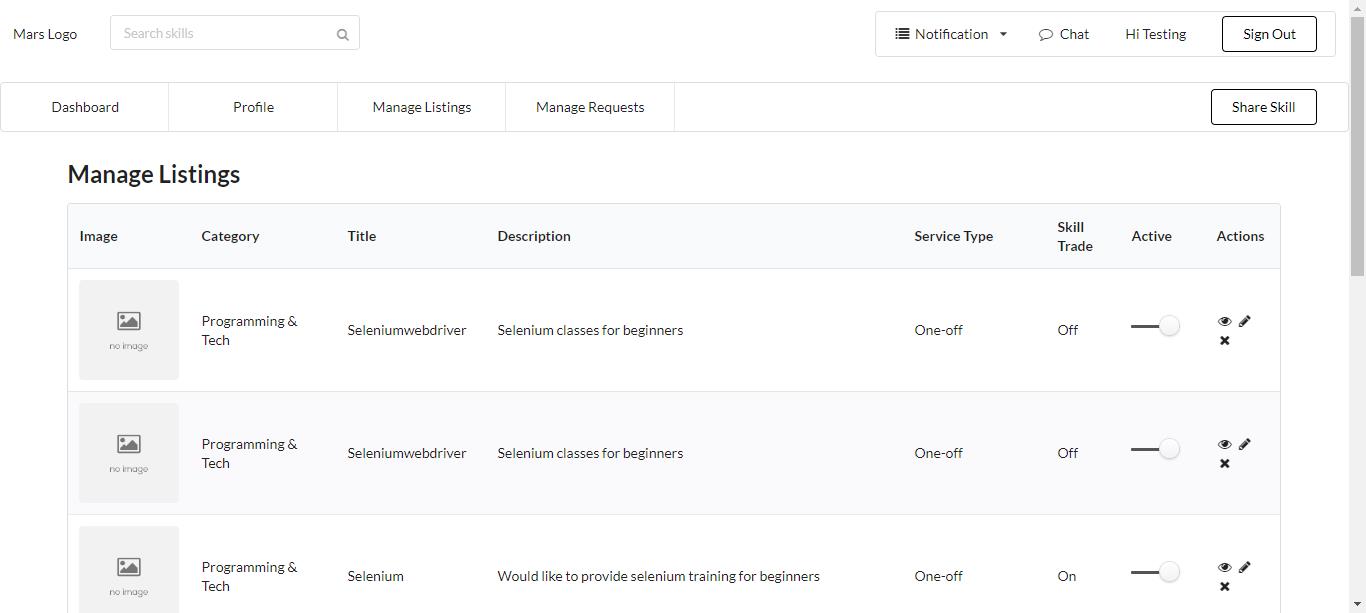 Mars Logo
Search skills
Notification
Chat
Hi Testing
Sign Out
Dashboard
Profile
Manage Listings
Manage Requests
Share Skill
Manage Listings
Image
Category
Title
Description
Service Type
Skill
Trade
Active
Actions
no image
Programming &
Tech
Seleniumwebdriver
Selenium classes for beginners
One-off
Off
no image
Programming &
Tech
Seleniumwebdriver
Selenium classes for beginners
One-off
Off
no image
Programming &
Tech
Selenium
Would like to provide selenium training for beginners
One-off
On